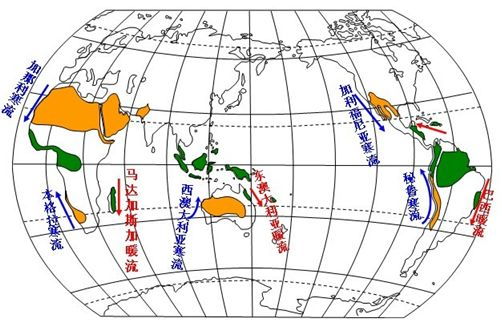 加那利寒流
本格拉寒流
马达加斯加暖流
西澳大利亚寒流
东澳大利亚暖流
加利福尼亚寒流
秘鲁寒流
巴西暖流